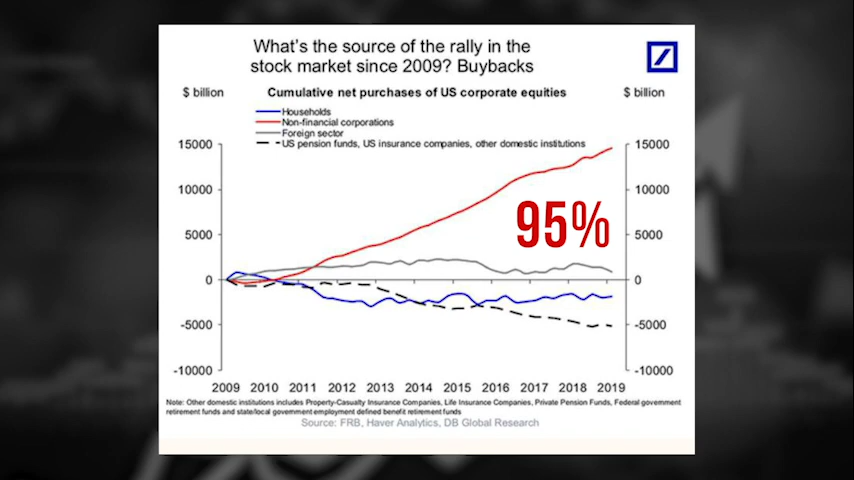 What's the source of the rally in the
stock market since 2009? Buybacks
$ billion Cumulative net purchases of US corporate equities $ billion
Households
Non-financial corporations
Foreign sector
US pension funds, US insurance companies, other domestic institutions
15000 15000
10000 10000
95%
5000 5000
0 0
-5000 -5000
-10000 -10000
2009 2010 2011 2012 2013 2014 2015 2016 2017 2018 2019
Note: Other domestic institutions includes Property-Casualty Insurance Companies, Life Insurance Companies, Private Pension Funds, Federal government
retirement funds and state/local government employment defined benefit retirement funds
Source: FRB, Haver Analytics, DB Global Research